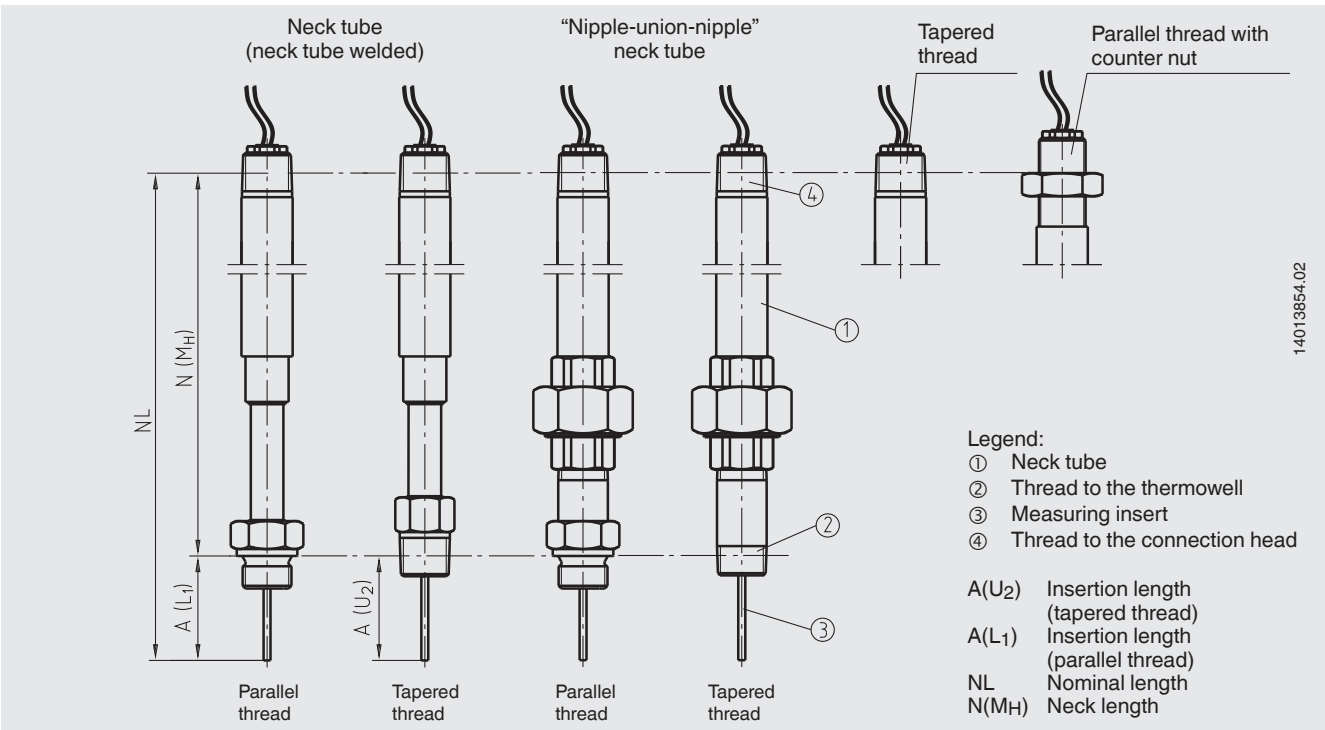 Neck tube
(neck tube welded)
“Nipple-union-nipple”
neck tube
Tapered
thread
Parallel thread with
counter nut
④
①
②
③
NL
N (MH)
A (L1)
A (U2)
14013854.02
Parallel
thread
Tapered
thread
Parallel
thread
Tapered
thread
Legend:
① Neck tube
② Thread to the thermowell
③ Measuring insert
④ Thread to the connection head
A(U2) Insertion length
(tapered thread)
A(L1) Insertion length
(parallel thread)
NL Nominal length
N(MH) Neck length